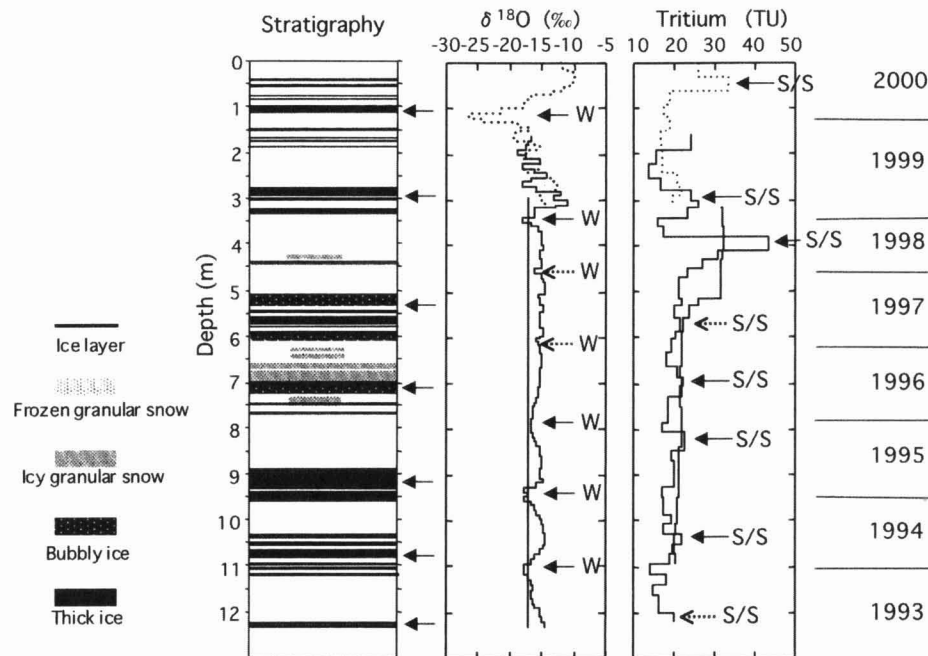 Stratigraphy
δ 18O (‰)
Tritium (TU)
-30 -25 -20 -15 -10 -5
10 20 30 40 50
Depth (m)
0
1
2
3
4
5
6
7
8
9
10
11
12
W
W
W
W
W
W
W
S/S
S/S
S/S
S/S
S/S
S/S
S/S
S/S
2000
1999
1998
1997
1996
1995
1994
1993
Ice layer
Frozen granular snow
Icy granular snow
Bubbly ice
Thick ice